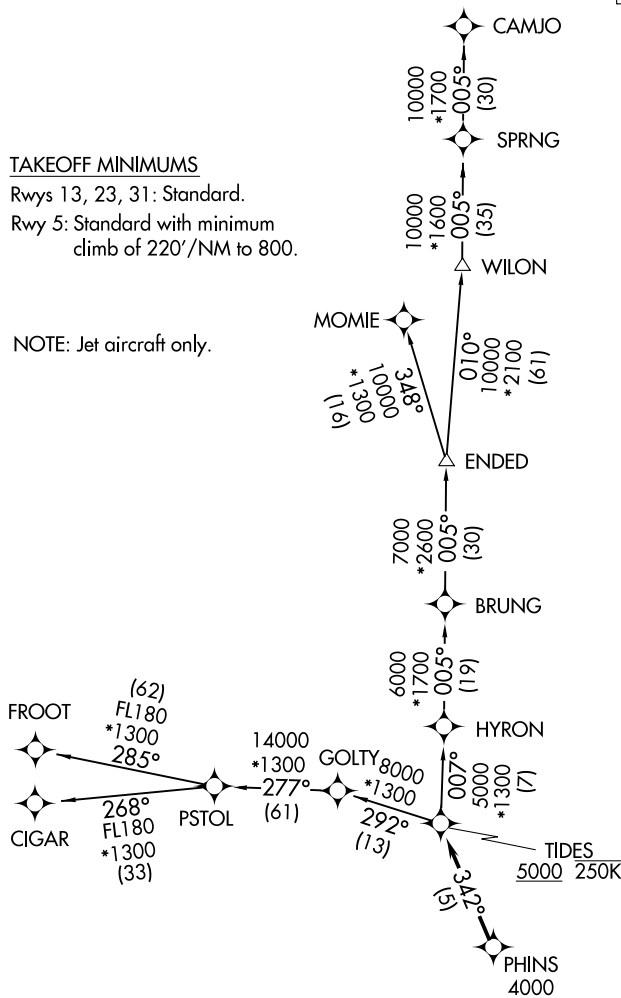 CAMJO
10000
*1700
005°
(30)
SPRNG
TAKEOFF MINIMUMS
Rwys 13, 23, 31: Standard.
Rwy 5: Standard with minimum
climb of 220'/NM to 800.
10000
*1600
005°
(35)
WILON
NOTE: Jet aircraft only.
MOMIE
348°
10000
*1300
(16)
010°
10000
*2100
(61)
ENDED
7000
*2600
005°
(30)
BRUNG
6000
*1700
005°
(19)
HYRON
FROOT
(62)
FL180
*1300
285°
CIGAR
268°
FL180
*1300
(33)
PSTOL
14000
*1300
277°
(61)
GOLTY
8000
*1300
292°
(13)
007°
5000
*1300
(7)
TIDES
5000 250K
342°
(5)
PHINS
4000